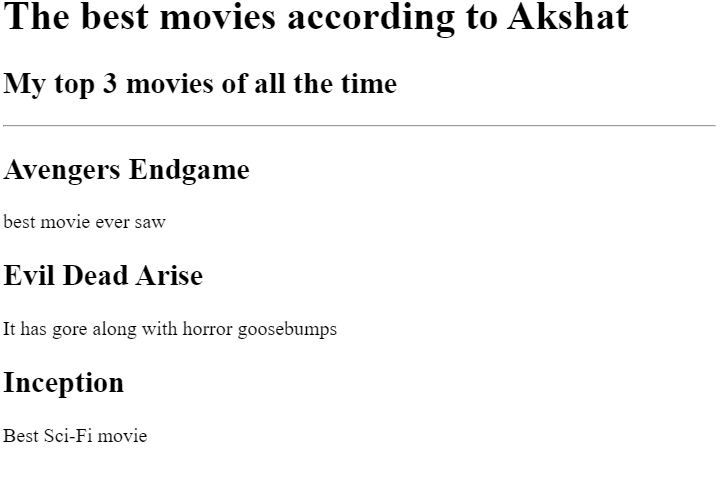 The best movies according to Akshat
My top 3 movies of all the time
Avengers Endgame
best movie ever saw
Evil Dead Arise
It has gore along with horror goosebumps
Inception
Best Sci-Fi movie